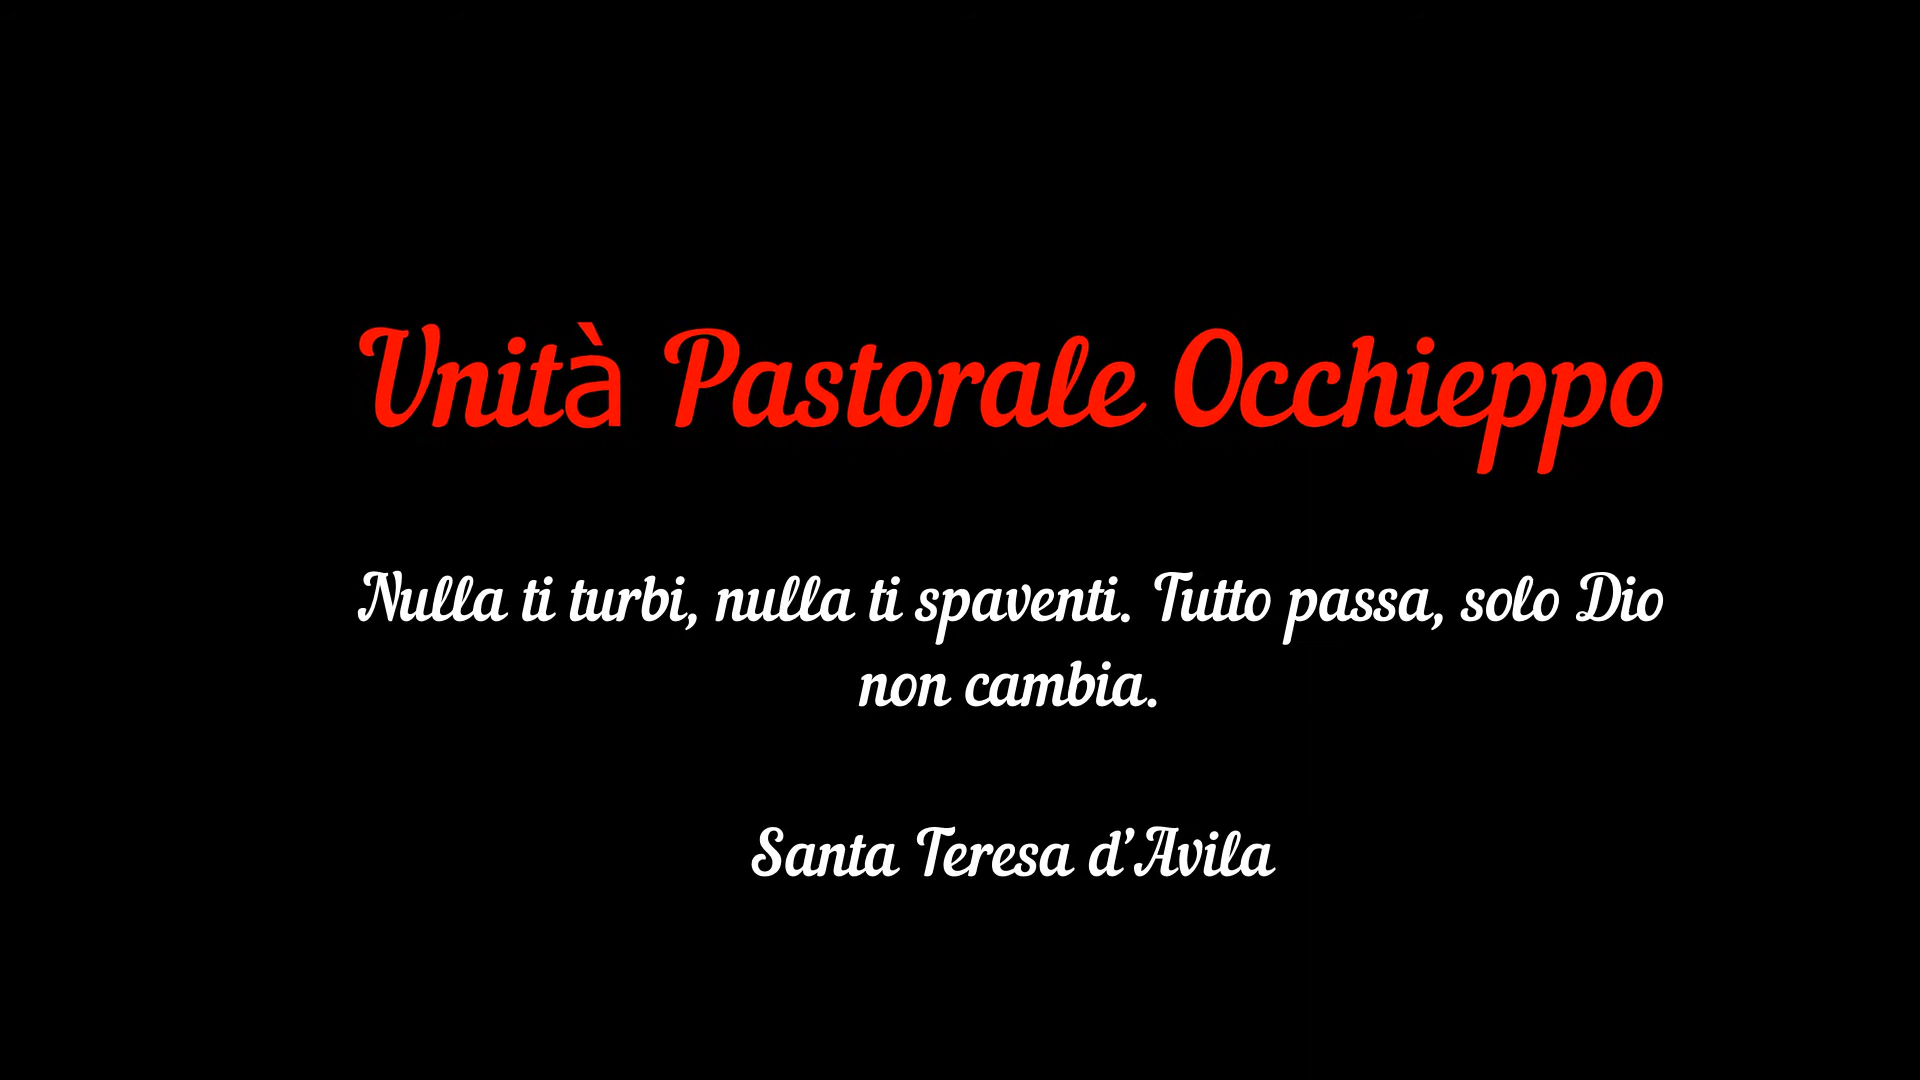 Unità Pastorale Occhieppo
Nulla ti turbi, nulla ti spaventi. Tutto passa, solo Dio
non cambia.
Santa Teresa d’Avila